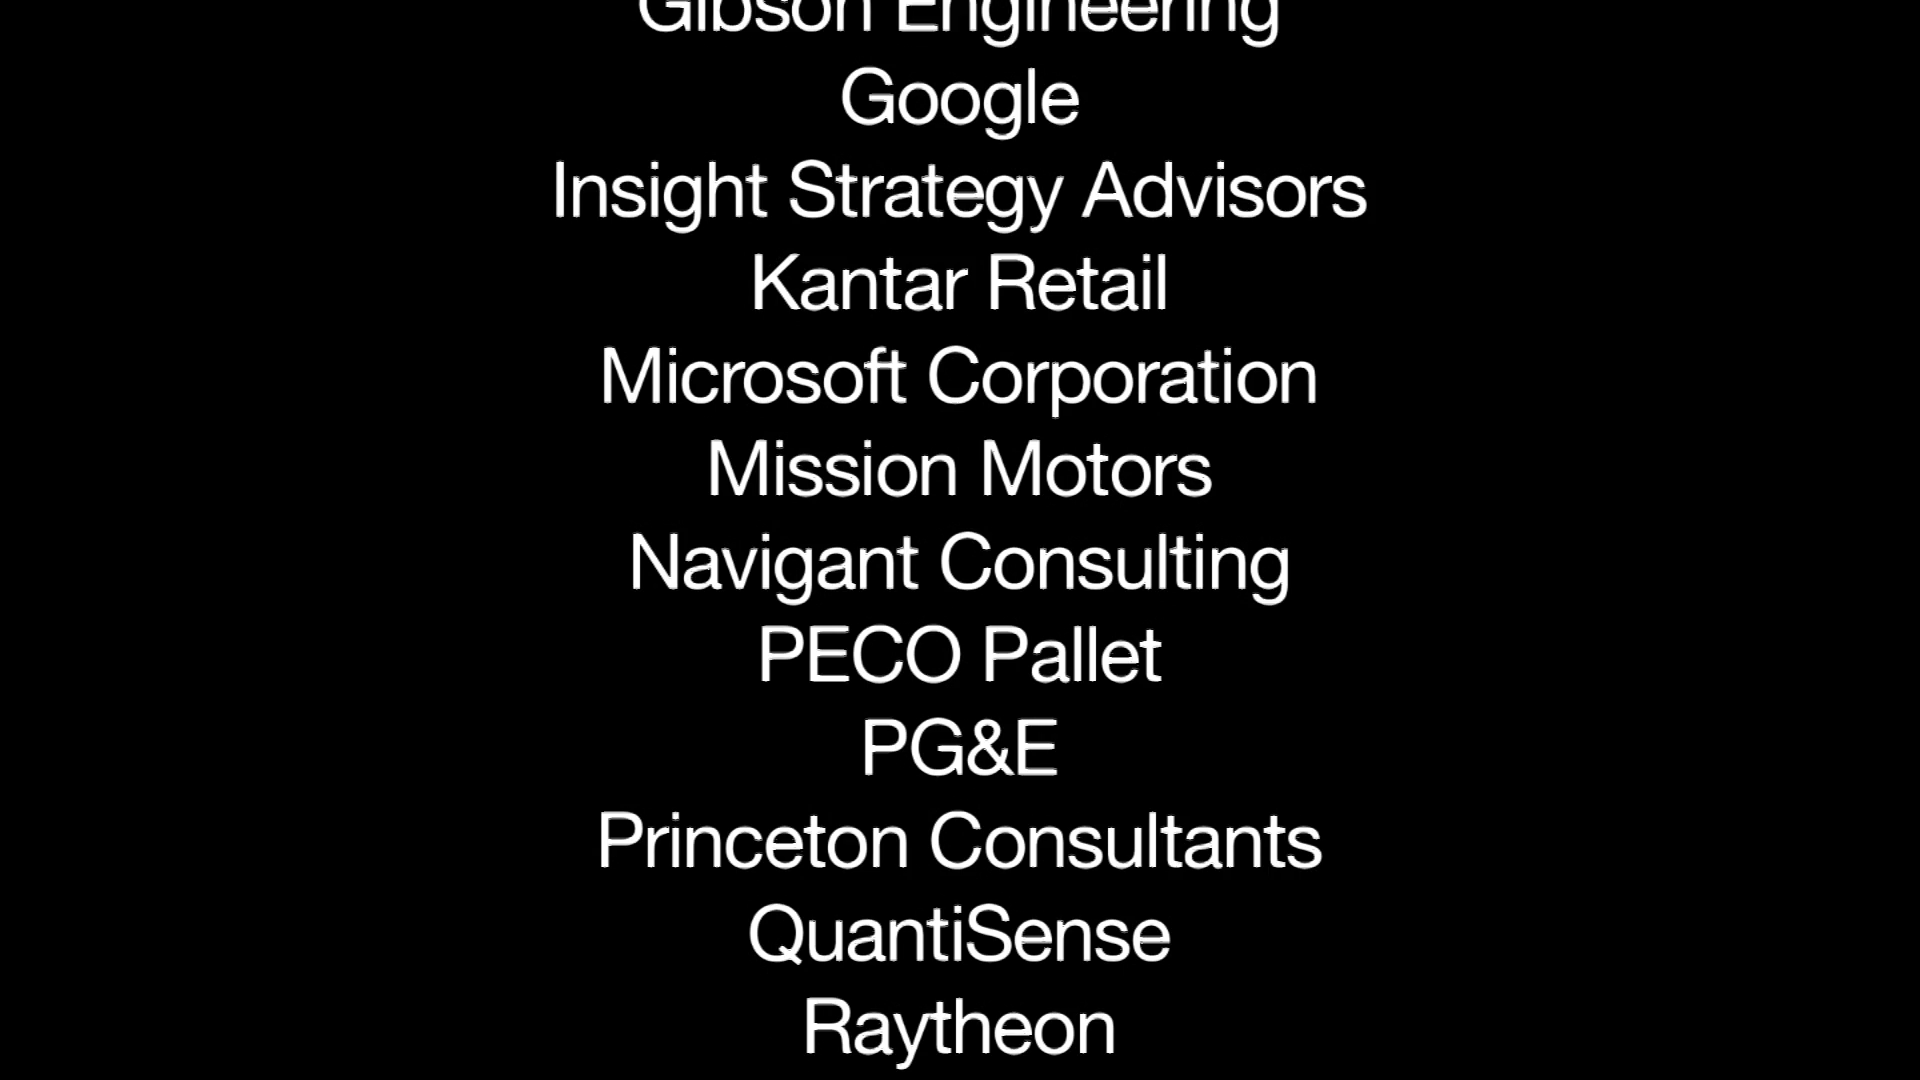 Gibson Engineering
Google
Insight Strategy Advisors
Kantar Retail
Microsoft Corporation
Mission Motors
Navigant Consulting
PECO Pallet
PG&E
Princeton Consultants
QuantiSense
Raytheon